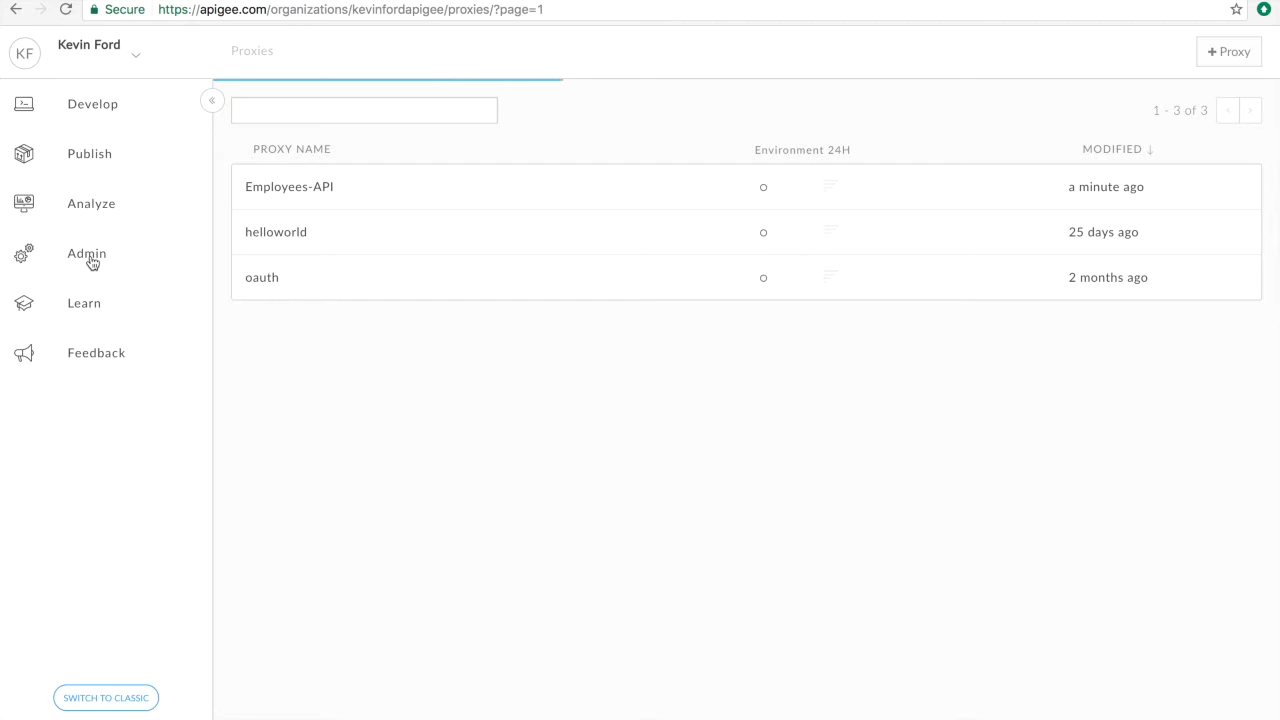 Secure https://apigee.com/organizations/kevinfordapigee/proxies/?page=1
KF Kevin Ford
Proxies
+ Proxy
Develop
Publish
Analyze
Admin
Learn
Feedback
SWITCH TO CLASSIC
«
1 - 3 of 3 ‹ ›
PROXY NAME Environment 24H MODIFIED ↓
Employees-API a minute ago
helloworld 25 days ago
oauth 2 months ago